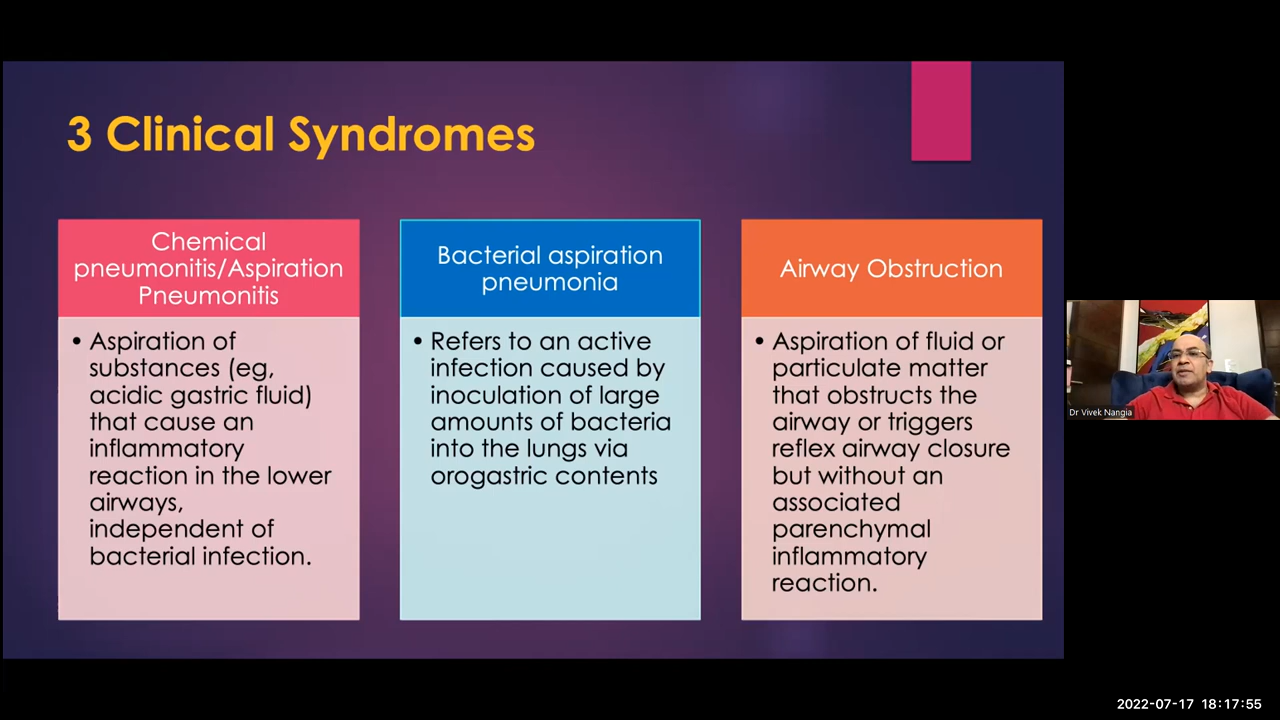 3 Clinical Syndromes
Chemical
pneumonitis/Aspiration
Pneumonitis
• Aspiration of
substances (eg,
acidic gastric fluid)
that cause an
inflammatory
reaction in the lower
airways,
independent of
bacterial infection.
Bacterial aspiration
pneumonia
• Refers to an active
infection caused by
inoculation of large
amounts of bacteria
into the lungs via
orogastric contents
Airway Obstruction
• Aspiration of fluid or
particulate matter
that obstructs the
airway or triggers
reflex airway closure
but without an
associated
parenchymal
inflammatory
reaction.
Dr Vivek Nangia
2022-07-17 18:17:55